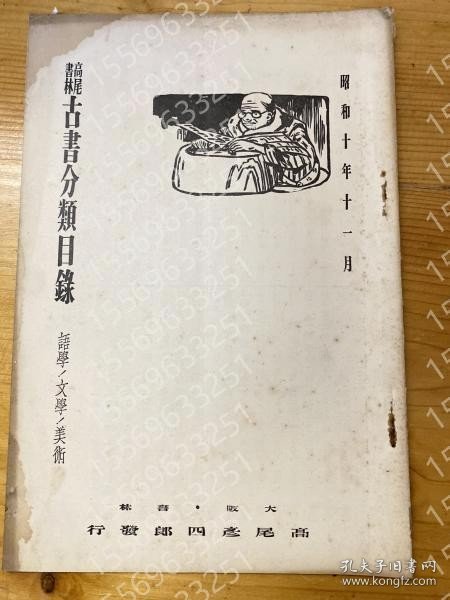 昭和十年十一月
高尾書林
古書分類目錄
語學／文學／美術
大阪・書林
高尾彥四郎發行
15569633251
孔夫子旧书网
www.kongfz.com